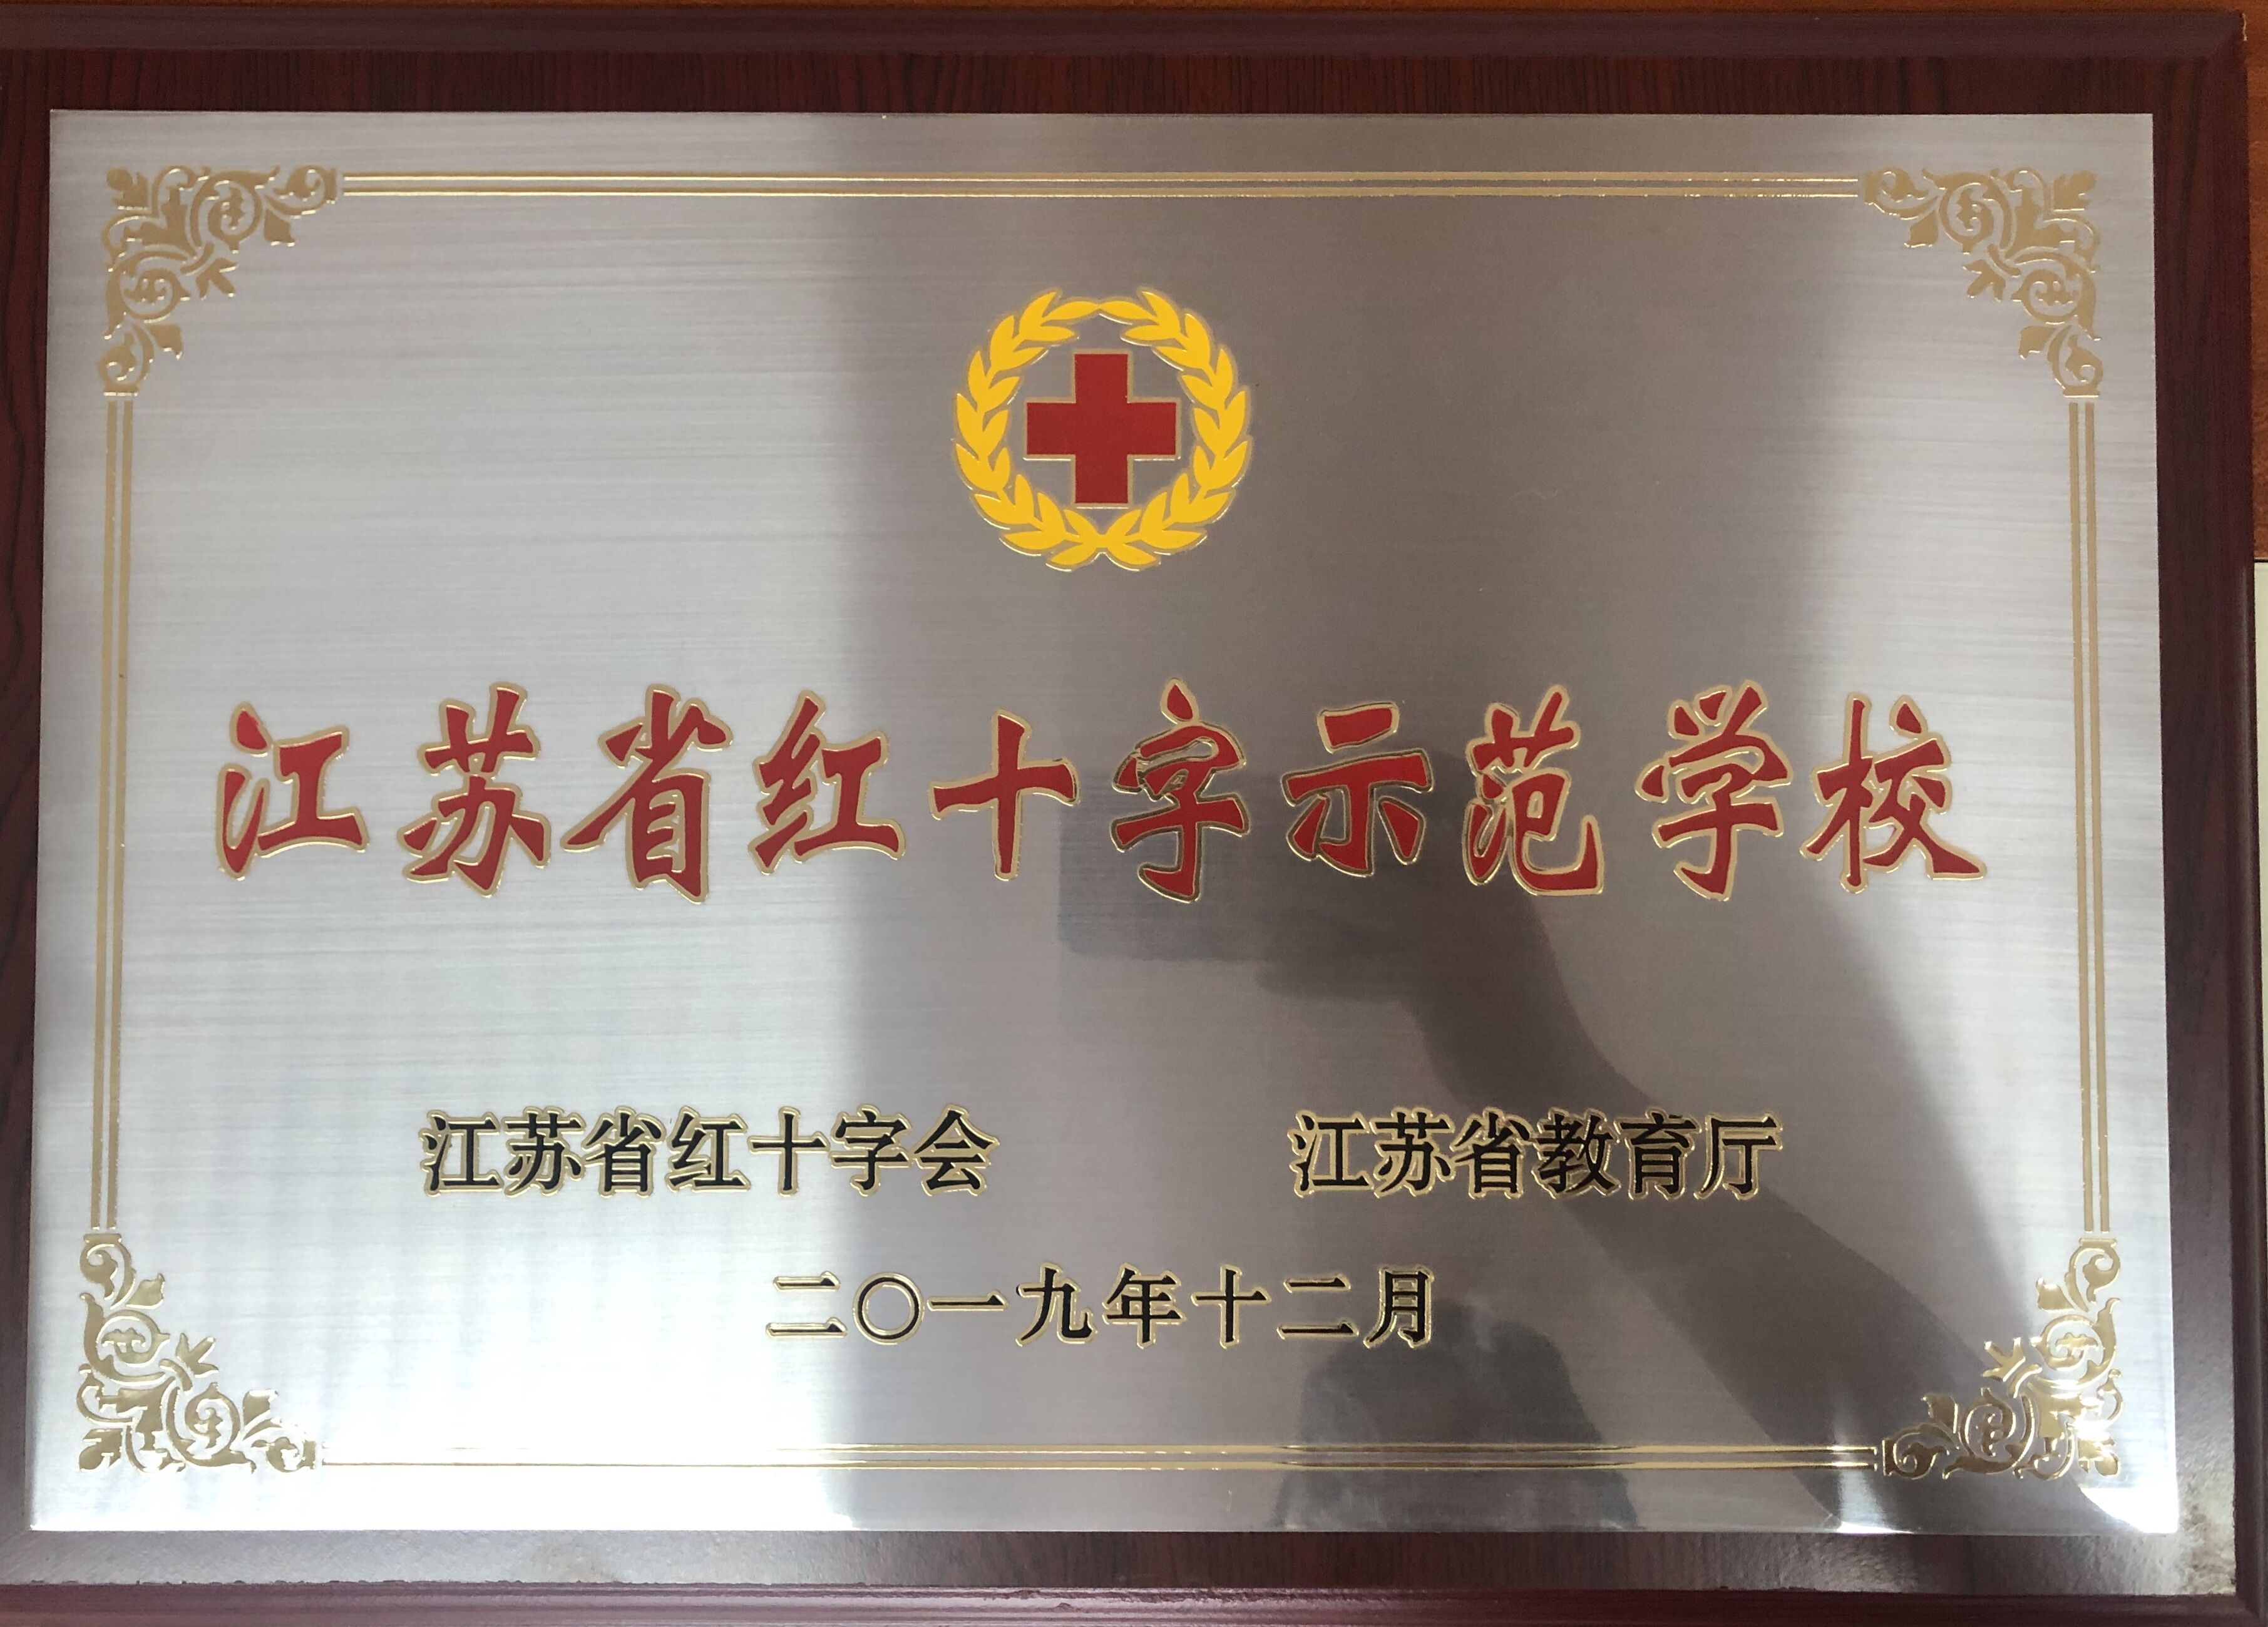 江苏省红十字示范学校
江苏省红十字会 江苏省教育厅
二〇一九年十二月